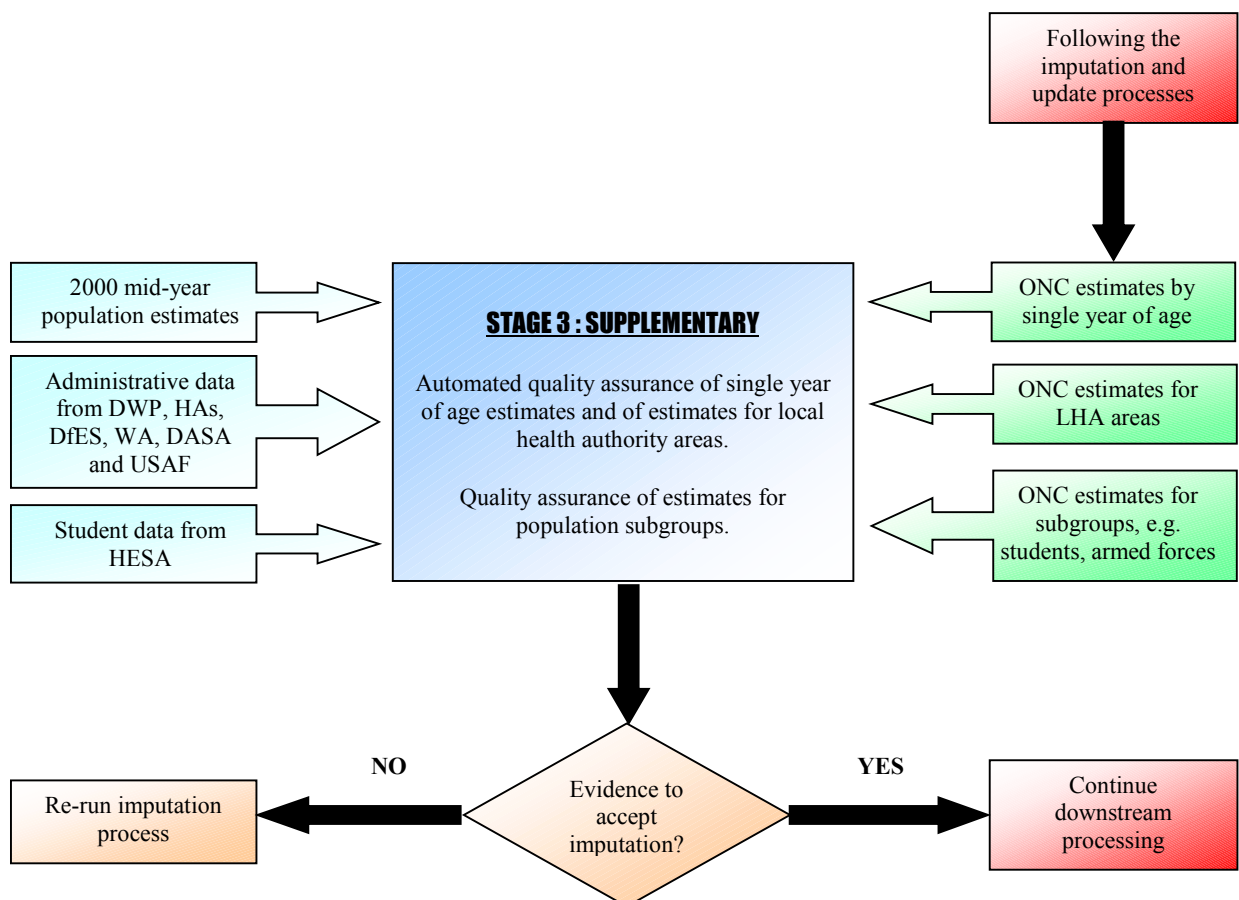 Following the
imputation and
update processes
2000 mid-year
population estimates
Administrative data
from DWP, HAs,
DfES, WA, DASA
and USAF
Student data from
HESA
STAGE 3 : SUPPLEMENTARY
Automated quality assurance of single year
of age estimates and of estimates for local
health authority areas.
Quality assurance of estimates for
population subgroups.
ONC estimates by
single year of age
ONC estimates for
LHA areas
ONC estimates for
subgroups, e.g.
students, armed forces
NO
YES
Re-run imputation
process
Evidence to
accept
imputation?
Continue
downstream
processing